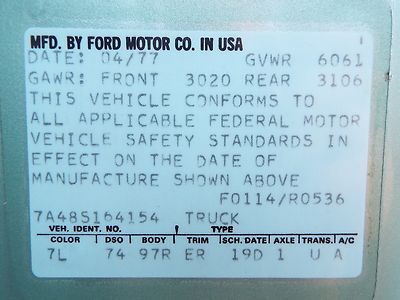 MFD. BY FORD MOTOR CO. IN USA
DATE: 04/77 GVWR 6061
GAWR: FRONT 3020 REAR 3106
THIS VEHICLE CONFORMS TO
ALL APPLICABLE FEDERAL MOTOR
VEHICLE SAFETY STANDARDS IN
EFFECT ON THE DATE OF
MANUFACTURE SHOWN ABOVE
F0114/R0536
7A48S164154 TRUCK
VEH. IDENT. NO. TYPE
COLOR DSO BODY TRIM SCH. DATE AXLE TRANS. A/C
7L 74 97R ER 19D 1 U A